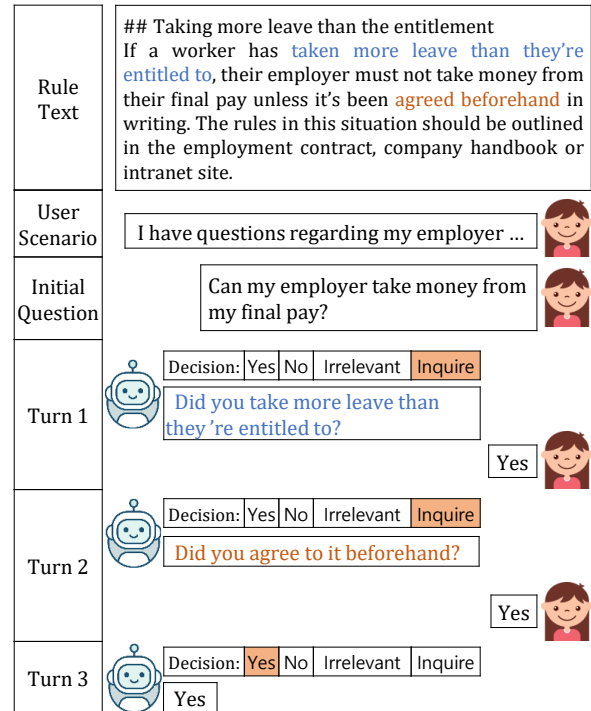 Rule
Text
## Taking more leave than the entitlement
If a worker has taken more leave than they're
entitled to, their employer must not take money from
their final pay unless it's been agreed beforehand in
writing. The rules in this situation should be outlined
in the employment contract, company handbook or
intranet site.
User
Scenario
I have questions regarding my employer ...
Initial
Question
Can my employer take money from
my final pay?
Turn 1
Decision: Yes No Irrelevant Inquire
Did you take more leave than
they 're entitled to?
Yes
Turn 2
Decision: Yes No Irrelevant Inquire
Did you agree to it beforehand?
Yes
Turn 3
Decision: Yes No Irrelevant Inquire
Yes